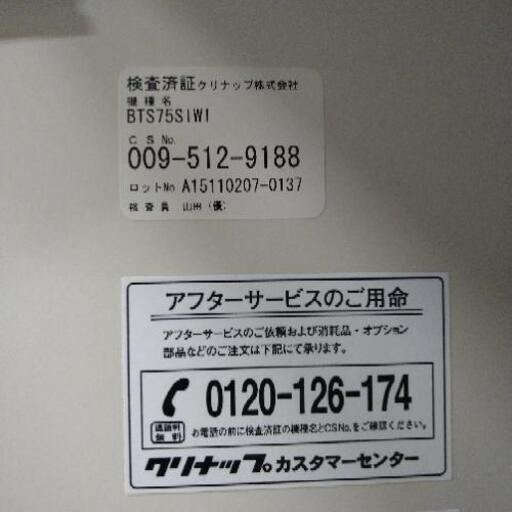 検査済証 クリナップ株式会社
機種名
BTS75SIWI
CS No.
009-512-9188
ロットNo A15110207-0137
検査員 山田(優)
アフターサービスのご用命
アフターサービスのご依頼および消耗品・オプション
部品などのご注文は下記にて承ります。
0120-126-174
通話料
無料
お電話の前に検査済証の機種名とCSNo.をご確認ください。
クリナップ。カスタマーセンター